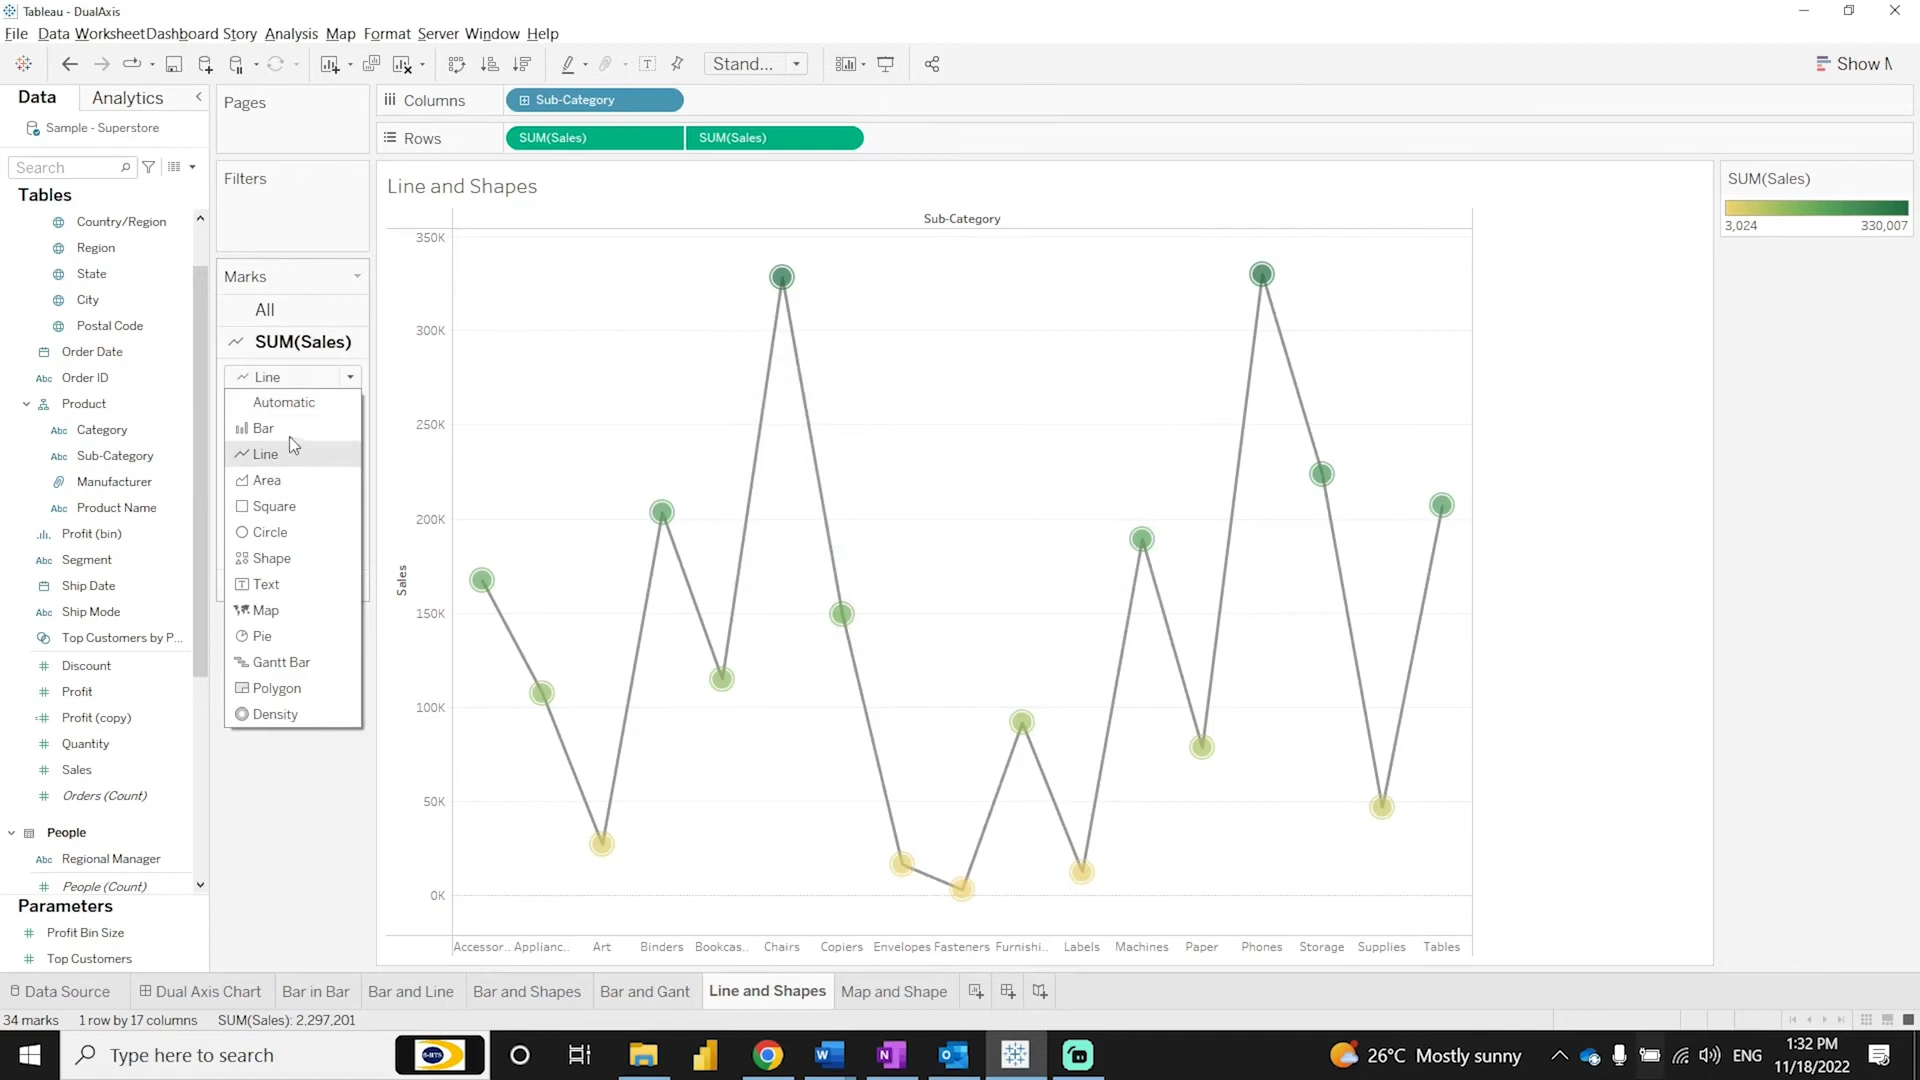 Tableau - DualAxis
File Data Worksheet Dashboard Story Analysis Map Format Server Window Help
Stand...
Show M
Data Analytics
Sample - Superstore
Search
Tables
Country/Region
Region
State
City
Postal Code
Order Date
Abc Order ID
Product
Abc Category
Abc Sub-Category
Manufacturer
Abc Product Name
Profit (bin)
Abc Segment
Ship Date
Abc Ship Mode
Top Customers by P...
Discount
Profit
Profit (copy)
Quantity
Sales
Orders (Count)
People
Abc Regional Manager
People (Count)
Parameters
Profit Bin Size
Top Customers
Pages
Filters
Marks
All
SUM(Sales)
Line
Automatic
Bar
Line
Area
Square
Circle
Shape
Text
Map
Pie
Gantt Bar
Polygon
Density
Columns Sub-Category
Rows SUM(Sales) SUM(Sales)
Line and Shapes
Sub-Category
350K
300K
250K
200K
150K
100K
50K
0K
Sales
Accessor.. Applianc.. Art Binders Bookcas.. Chairs Copiers Envelopes Fasteners Furnishi.. Labels Machines Paper Phones Storage Supplies Tables
SUM(Sales)
3,024 330,007
Data Source Dual Axis Chart Bar in Bar Bar and Line Bar and Shapes Bar and Gantt Line and Shapes Map and Shape
34 marks 1 row by 17 columns SUM(Sales): 2,297,201
Type here to search
26°C Mostly sunny
ENG
1:32 PM
11/18/2022